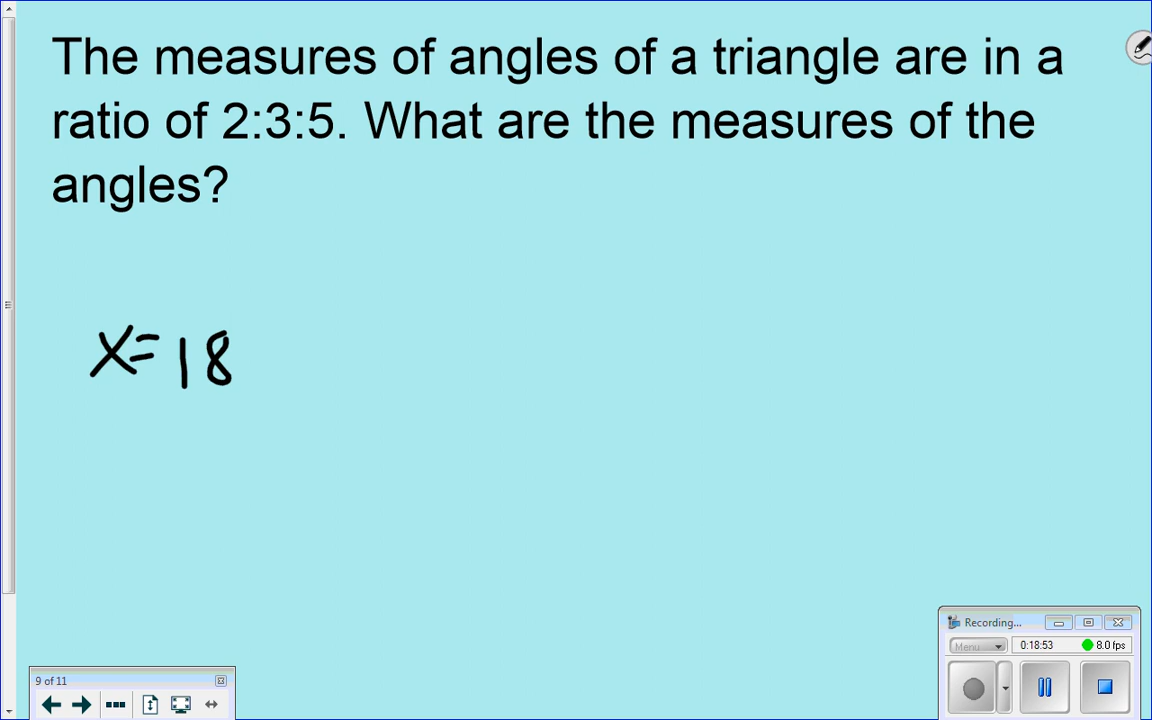 The measures of angles of a triangle are in a
ratio of 2:3:5. What are the measures of the
angles?
x=18
Recording...
Menu
0:18:53
8.0 fps
9 of 11